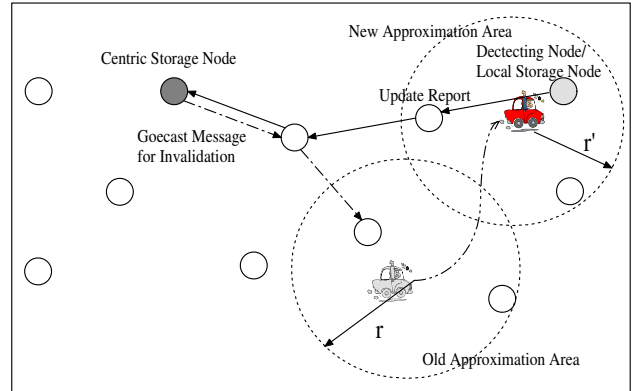 New Approximation Area
Centric Storage Node
Dectecting Node/
Local Storage Node
Update Report
Goecast Message
for Invalidation
r'
r
Old Approximation Area